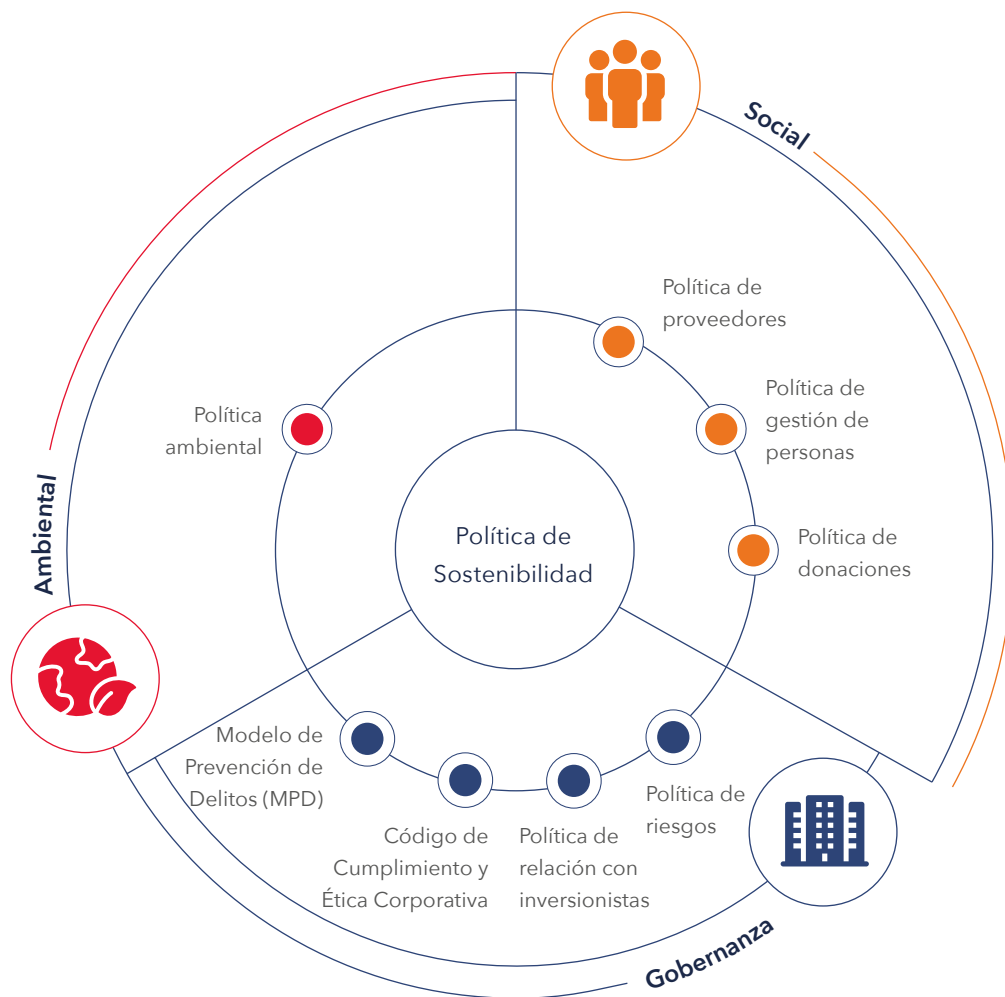 Social
Política de
proveedores
Política de
gestión de
personas
Política
ambiental
Ambiental
Política de
Sostenibilidad
Política de
donaciones
Modelo de
Prevención de
Delitos (MPD)
Código de
Cumplimiento y
Ética Corporativa
Política de
relación con
inversionistas
Política de
riesgos
Gobernanza